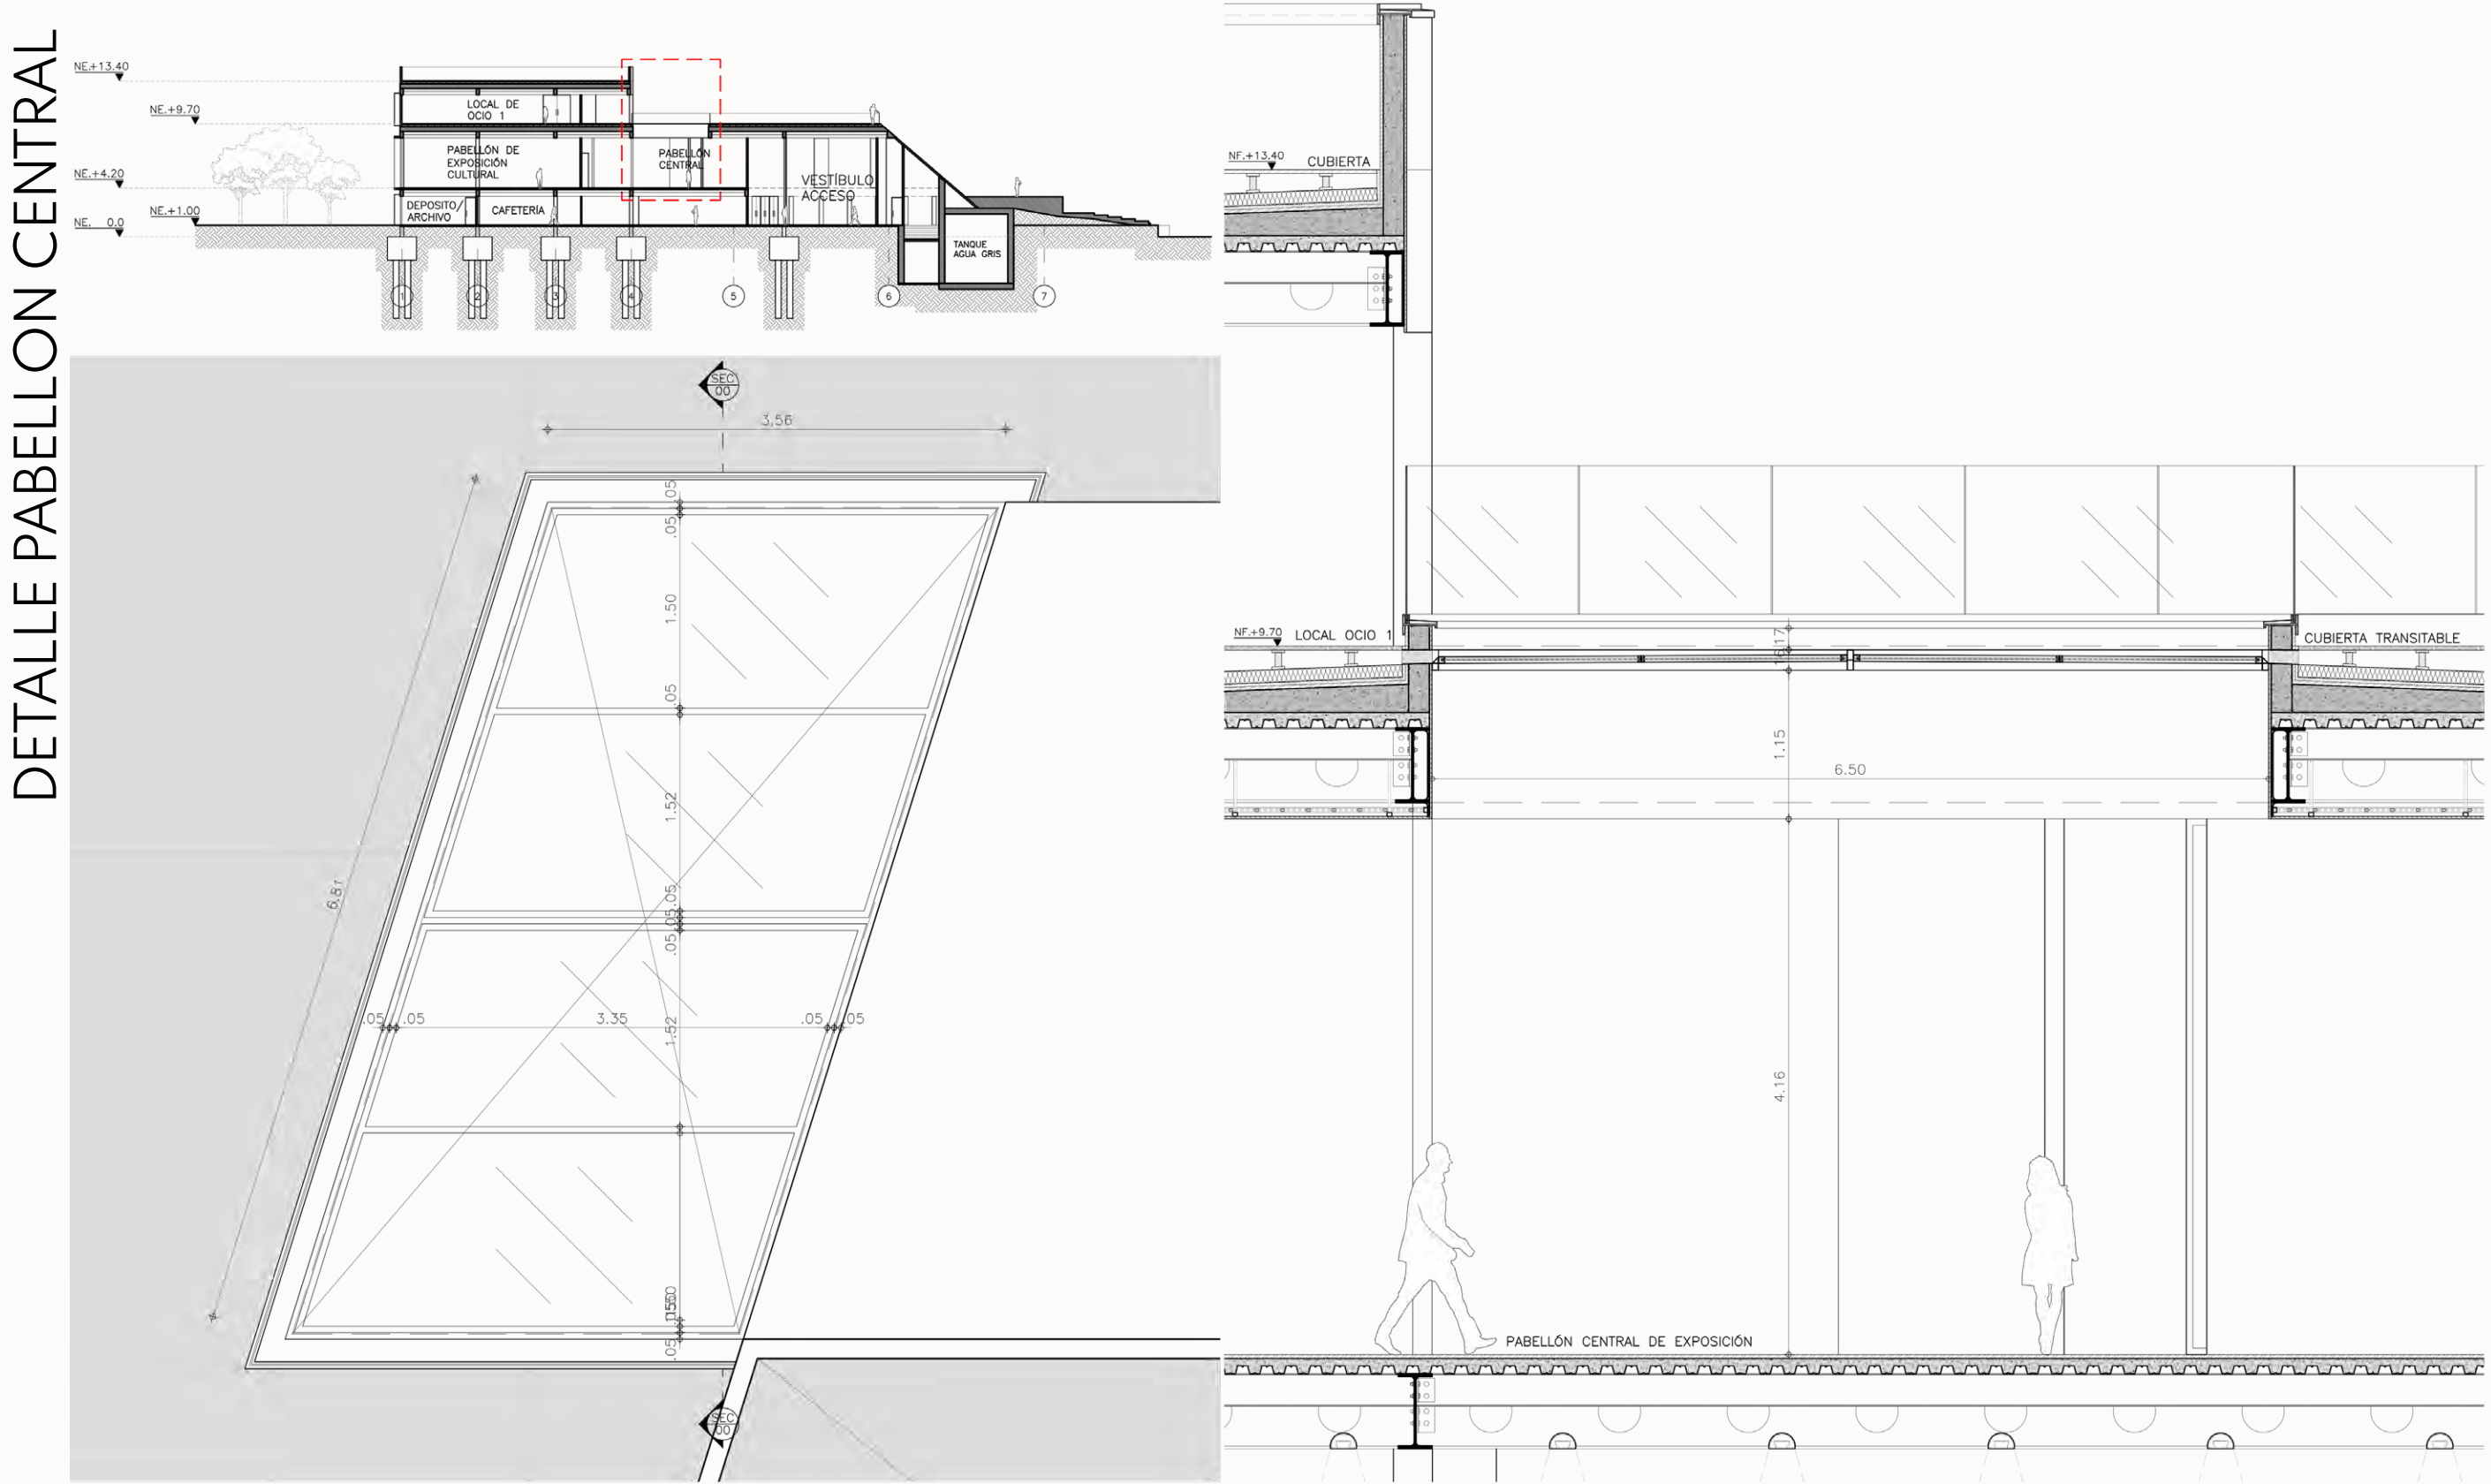 DETALLE PABELLON CENTRAL
NE.+13.40
NE.+9.70
NE.+4.20
NE.+1.00
NE. 0.0
LOCAL DE
OCIO 1
PABELLÓN DE
EXPOSICIÓN
CULTURAL
PABELLÓN
CENTRAL
VESTÍBULO
ACCESO
DEPOSITO/
ARCHIVO
CAFETERÍA
TANQUE
AGUA GRIS
1
2
3
4
5
6
7
SEC
00
3.56
.05
.05
1.50
.05
1.52
6.81
.05
.05
.05
.05
.05
3.35
.05
.05
1.52
.05
SEC
00
NF.+13.40
CUBIERTA
NF.+9.70
LOCAL OCIO 1
CUBIERTA TRANSITABLE
1.15
6.50
4.16
PABELLÓN CENTRAL DE EXPOSICIÓN